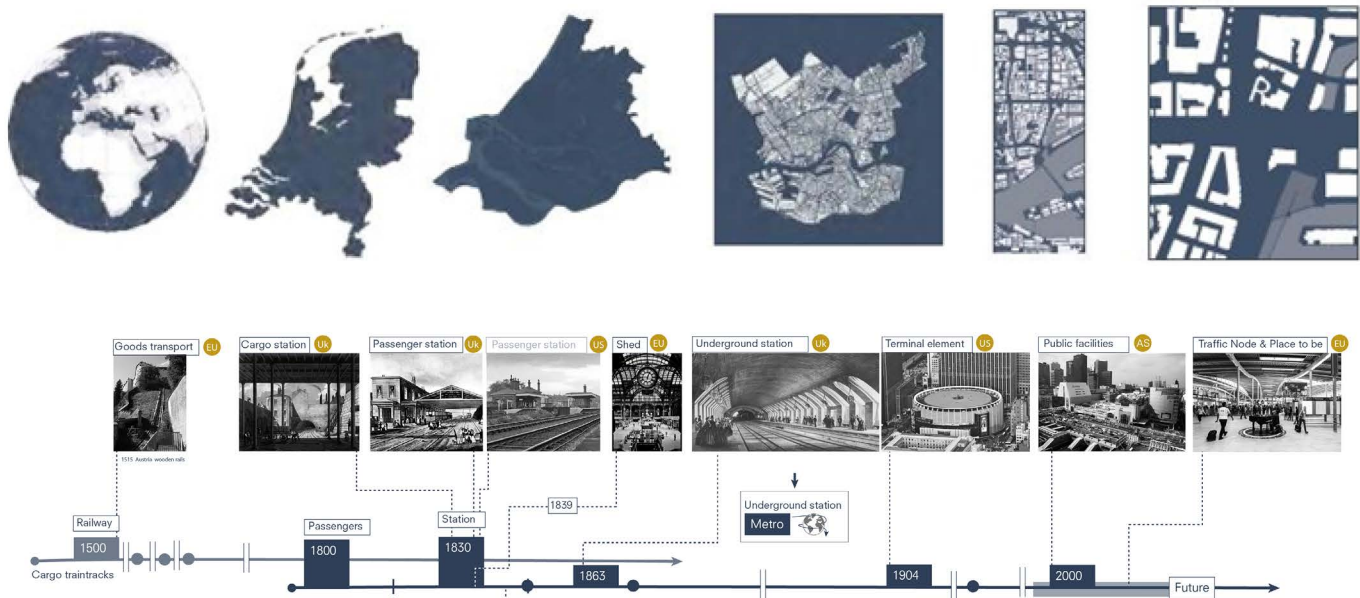 R
Goods transport EU
Cargo station Uk
Passenger station Uk
Passenger station US
Shed EU
Underground station Uk
Terminal element US
Public facilities AS
Traffic Node & Place to be EU
1515 Austria wooden rails
1839
Underground station
Metro
Railway
Passengers
Station
1500
1800
1830
1863
1904
2000
Cargo traintracks
Future